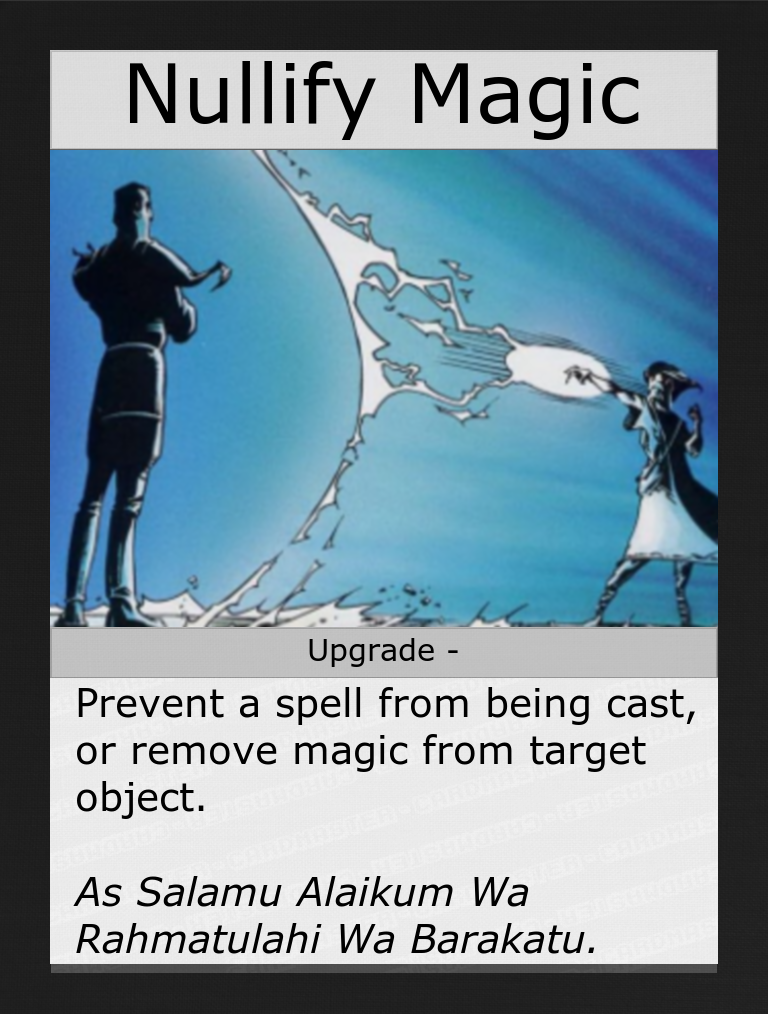 Nullify Magic
Upgrade -
Prevent a spell from being cast,
or remove magic from target
object.
As Salamu Alaikum Wa
Rahmatulahi Wa Barakatu.